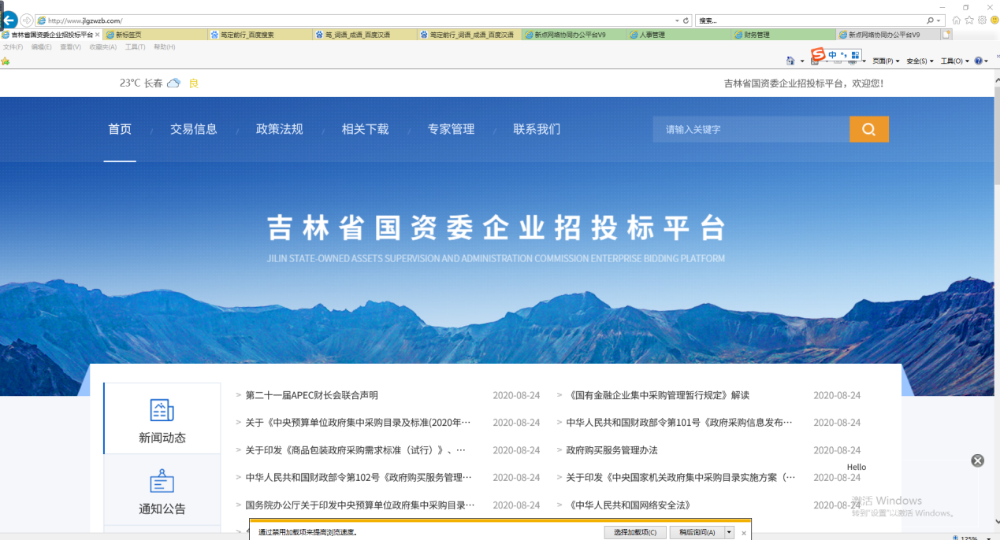 http://www.jlgzwzb.com/
搜索...
吉林省国资委企业招投标平台
新标签页
笃定前行_百度搜索
笃_词语_成语_百度汉语
笃定前行_词语_成语_百度汉语
新点网络协同办公平台V9
人事管理
财务管理
新点网络协同办公平台V9
文件(F) 编辑(E) 查看(V) 收藏夹(A) 工具(T) 帮助(H)
中
页面(P) 安全(S) 工具(O)
23℃ 长春 良
吉林省国资委企业招投标平台，欢迎您！
首页 / 交易信息 / 政策法规 / 相关下载 / 专家管理 / 联系我们
请输入关键字
吉林省国资委企业招投标平台
JILIN STATE-OWNED ASSETS SUPERVISION AND ADMINISTRATION COMMISSION ENTERPRISE BIDDING PLATFORM
新闻动态
通知公告
> 第二十一届APEC财长会联合声明 2020-08-24
> 关于《中央预算单位政府集中采购目录及标准(2020年··· 2020-08-24
> 关于印发《商品包装政府采购需求标准（试行）》、··· 2020-08-24
> 中华人民共和国财政部令第102号《政府购买服务管理··· 2020-08-24
> 国务院办公厅关于印发中央预算单位政府集中采购目录··· 2020-08-24
> 《国有金融企业集中采购管理暂行规定》解读 2020-08-24
> 中华人民共和国财政部令第101号《政府采购信息发布··· 2020-08-24
> 政府购买服务管理办法 2020-08-24
> 关于印发《中央国家机关政府集中采购目录实施方案（··· 2020-08-24
> 《中华人民共和国网络安全法》 2020-08-24
Hello
激活 Windows
转到"设置"以激活 Windows。
通过禁用加载项来提高浏览速度。
选择加载项(C) 稍后询问(A)
125%